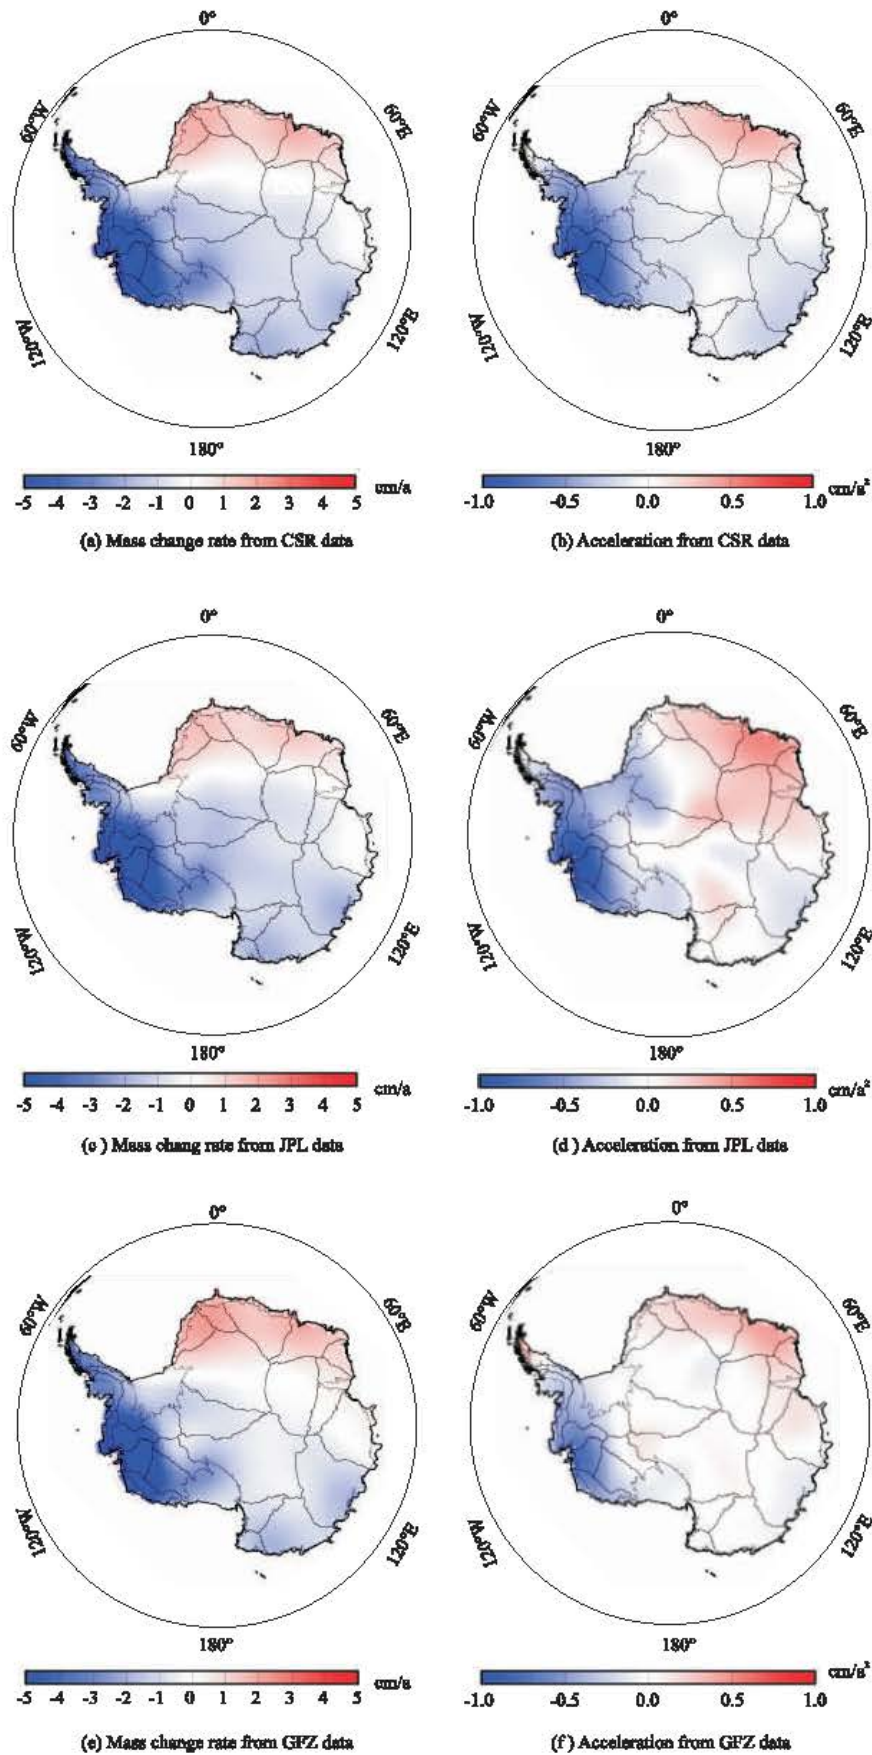 0° 0°
60°W 60°E 60°W 60°E
120°W 120°E 120°W 120°E
180° 180°
-5 -4 -3 -2 -1 0 1 2 3 4 5 cm/a -1.0 -0.5 0.0 0.5 1.0 cm/a²
(a) Mass change rate from CSR data (b) Acceleration from CSR data
0° 0°
60°W 60°E 60°W 60°E
120°W 120°E 120°W 120°E
180° 180°
-5 -4 -3 -2 -1 0 1 2 3 4 5 cm/a -1.0 -0.5 0.0 0.5 1.0 cm/a²
(c) Mass chang rate from JPL data (d) Acceleration from JPL data
0° 0°
60°W 60°E 60°W 60°E
120°W 120°E 120°W 120°E
180° 180°
-5 -4 -3 -2 -1 0 1 2 3 4 5 cm/a -1.0 -0.5 0.0 0.5 1.0 cm/a²
(e) Mass change rate from GFZ data (f) Acceleration from GFZ data